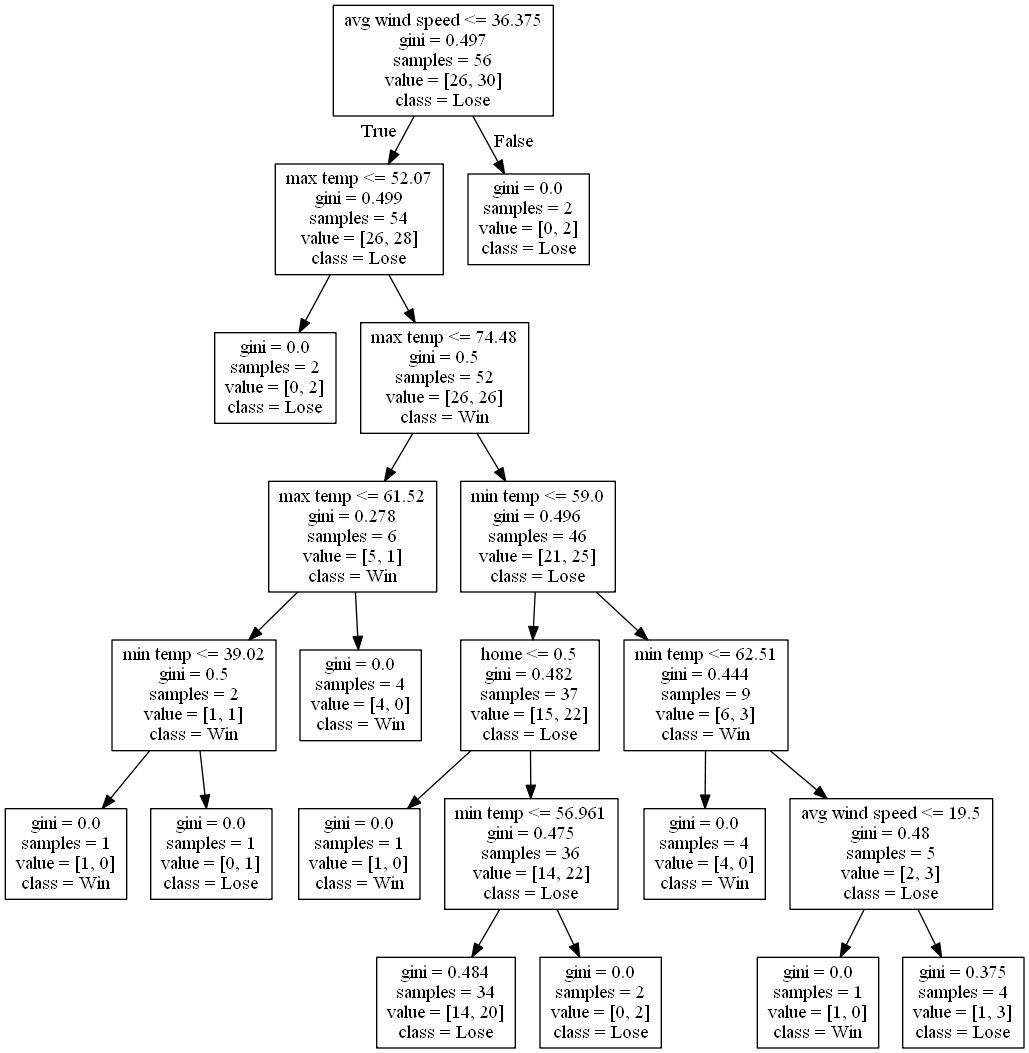 avg wind speed <= 36.375
gini = 0.497
samples = 56
value = [26, 30]
class = Lose
True
False
max temp <= 52.07
gini = 0.499
samples = 54
value = [26, 28]
class = Lose
gini = 0.0
samples = 2
value = [0, 2]
class = Lose
gini = 0.0
samples = 2
value = [0, 2]
class = Lose
max temp <= 74.48
gini = 0.5
samples = 52
value = [26, 26]
class = Win
max temp <= 61.52
gini = 0.278
samples = 6
value = [5, 1]
class = Win
min temp <= 59.0
gini = 0.496
samples = 46
value = [21, 25]
class = Lose
min temp <= 39.02
gini = 0.5
samples = 2
value = [1, 1]
class = Win
gini = 0.0
samples = 4
value = [4, 0]
class = Win
home <= 0.5
gini = 0.482
samples = 37
value = [15, 22]
class = Lose
min temp <= 62.51
gini = 0.444
samples = 9
value = [6, 3]
class = Win
gini = 0.0
samples = 1
value = [1, 0]
class = Win
gini = 0.0
samples = 1
value = [0, 1]
class = Lose
gini = 0.0
samples = 1
value = [1, 0]
class = Win
min temp <= 56.961
gini = 0.475
samples = 36
value = [14, 22]
class = Lose
gini = 0.0
samples = 4
value = [4, 0]
class = Win
avg wind speed <= 19.5
gini = 0.48
samples = 5
value = [2, 3]
class = Lose
gini = 0.484
samples = 34
value = [14, 20]
class = Lose
gini = 0.0
samples = 2
value = [0, 2]
class = Lose
gini = 0.0
samples = 1
value = [1, 0]
class = Win
gini = 0.375
samples = 4
value = [1, 3]
class = Lose